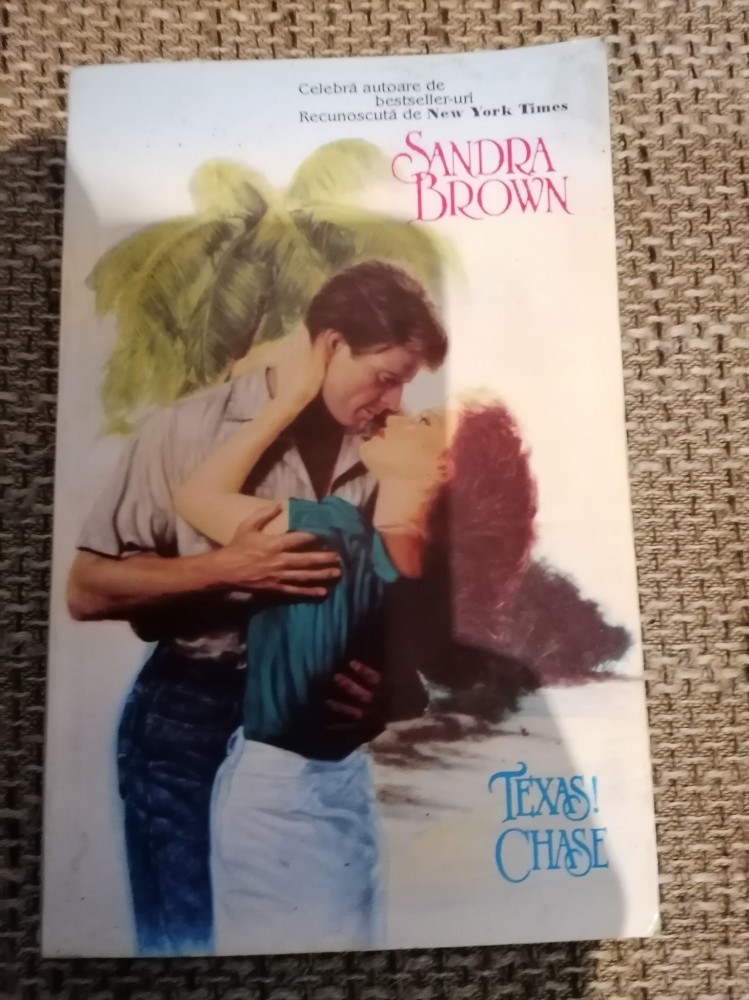 Celebră autoare de
bestseller-uri
Recunoscută de New York Times
SANDRA
BROWN
TEXAS!
CHASE